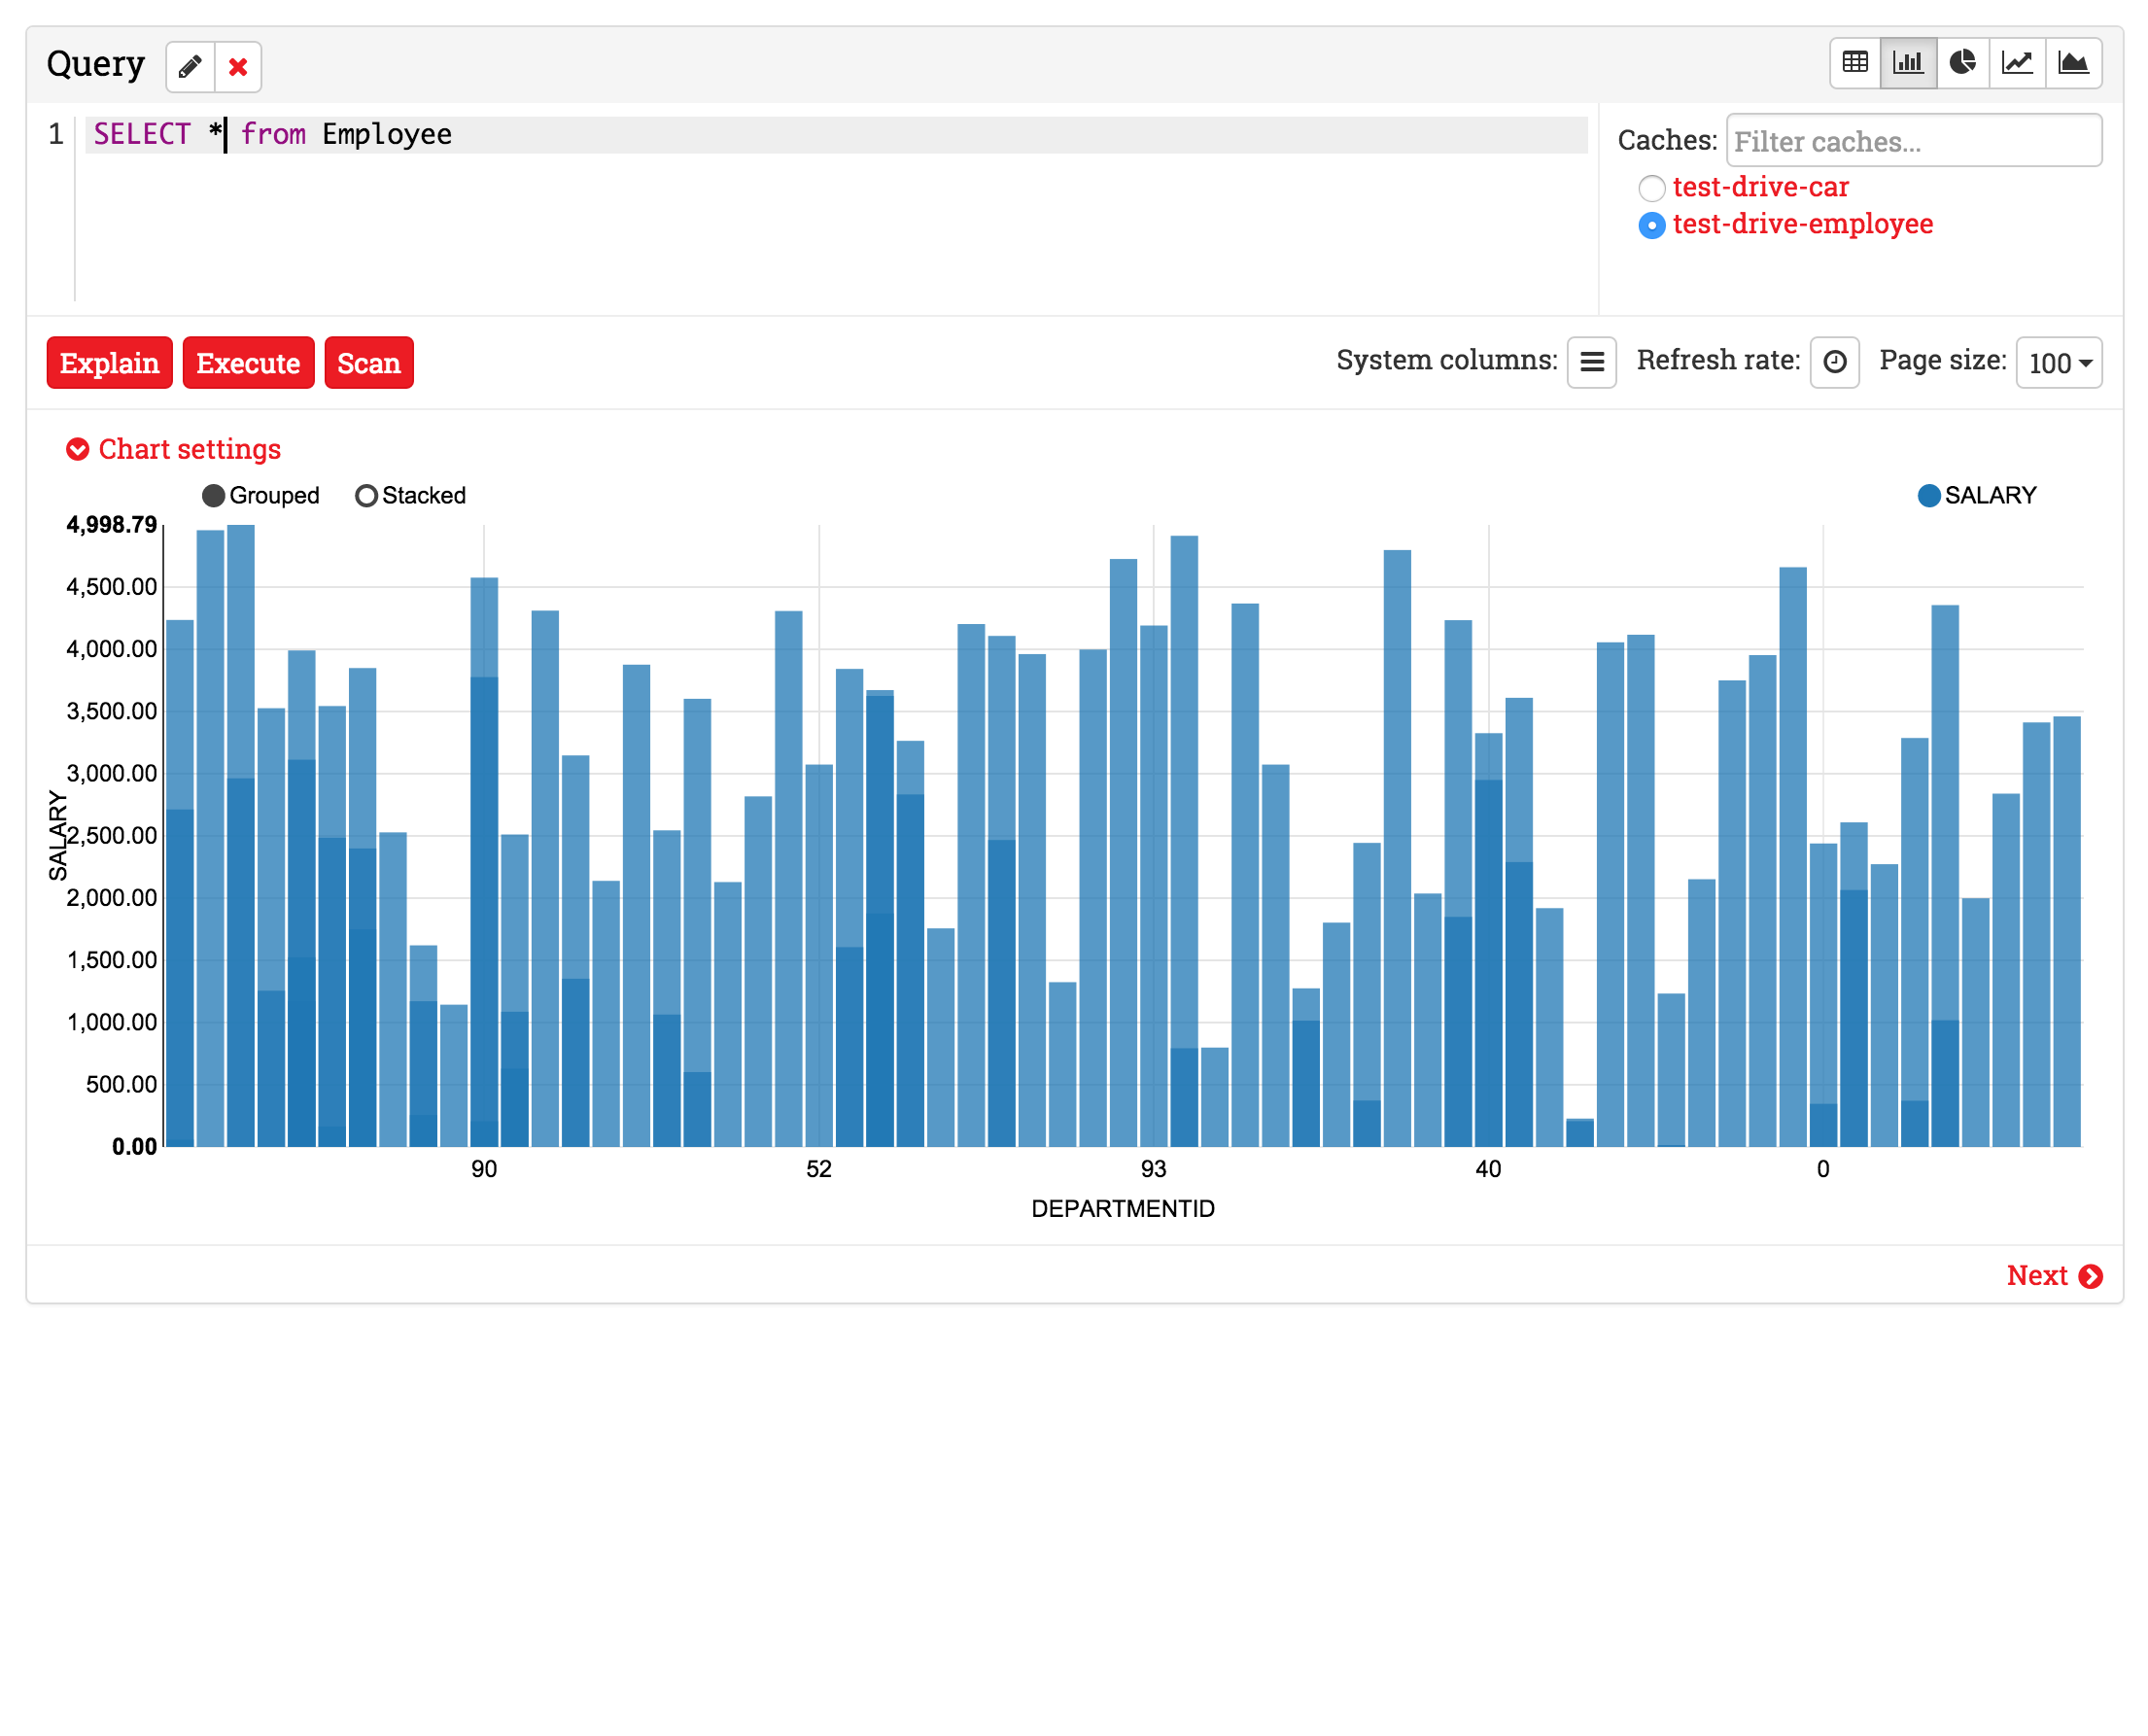 Query
1 SELECT * from Employee
Caches: Filter caches...
test-drive-car
test-drive-employee
Explain Execute Scan System columns: Refresh rate: Page size: 100
Chart settings
Grouped Stacked SALARY
4,998.79
4,500.00
4,000.00
3,500.00
3,000.00
2,500.00
2,000.00
1,500.00
1,000.00
500.00
0.00
SALARY
90 52 93 40 0
DEPARTMENTID
Next